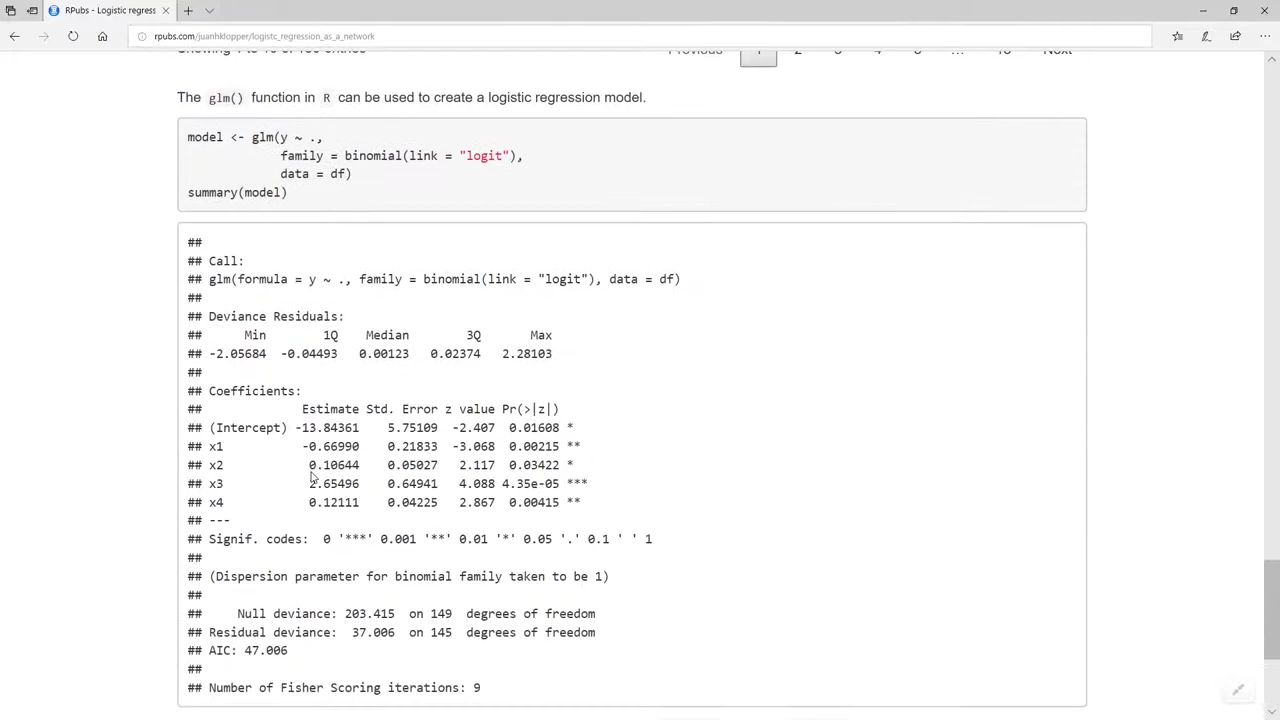 RPubs - Logistic regress
rpubs.com/juanhklopper/logistc_regression_as_a_network
Previous 1 2 3 4 5 ... Next
The glm() function in R can be used to create a logistic regression model.
model <- glm(y ~ .,
family = binomial(link = "logit"),
data = df)
summary(model)
##
## Call:
## glm(formula = y ~ ., family = binomial(link = "logit"), data = df)
##
## Deviance Residuals:
## Min 1Q Median 3Q Max
## -2.05684 -0.04493 0.00123 0.02374 2.28103
##
## Coefficients:
## Estimate Std. Error z value Pr(>|z|)
## (Intercept) -13.84361 5.75109 -2.407 0.01608 *
## x1 -0.66990 0.21833 -3.068 0.00215 **
## x2 0.10644 0.05027 2.117 0.03422 *
## x3 2.65496 0.64941 4.088 4.35e-05 ***
## x4 0.12111 0.04225 2.867 0.00415 **
## ---
## Signif. codes: 0 '***' 0.001 '**' 0.01 '*' 0.05 '.' 0.1 ' ' 1
##
## (Dispersion parameter for binomial family taken to be 1)
##
## Null deviance: 203.415 on 149 degrees of freedom
## Residual deviance: 37.006 on 145 degrees of freedom
## AIC: 47.006
##
## Number of Fisher Scoring iterations: 9